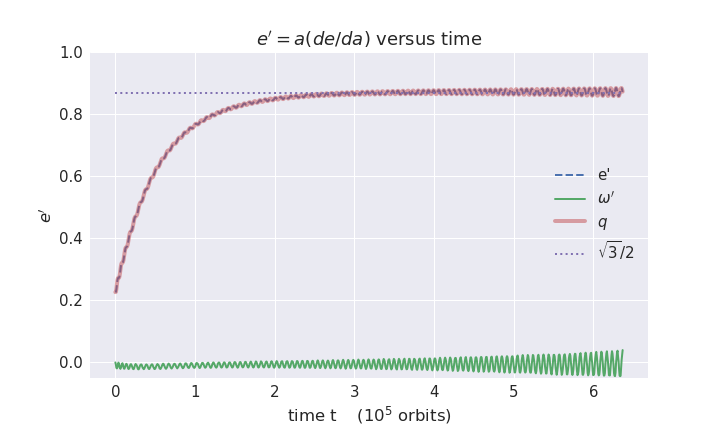 e′ = a(de/da) versus time
1.0
0.8
0.6
0.4
0.2
0.0
e′
e'
ω′
q
√3/2
0 1 2 3 4 5 6
time t (10⁵ orbits)